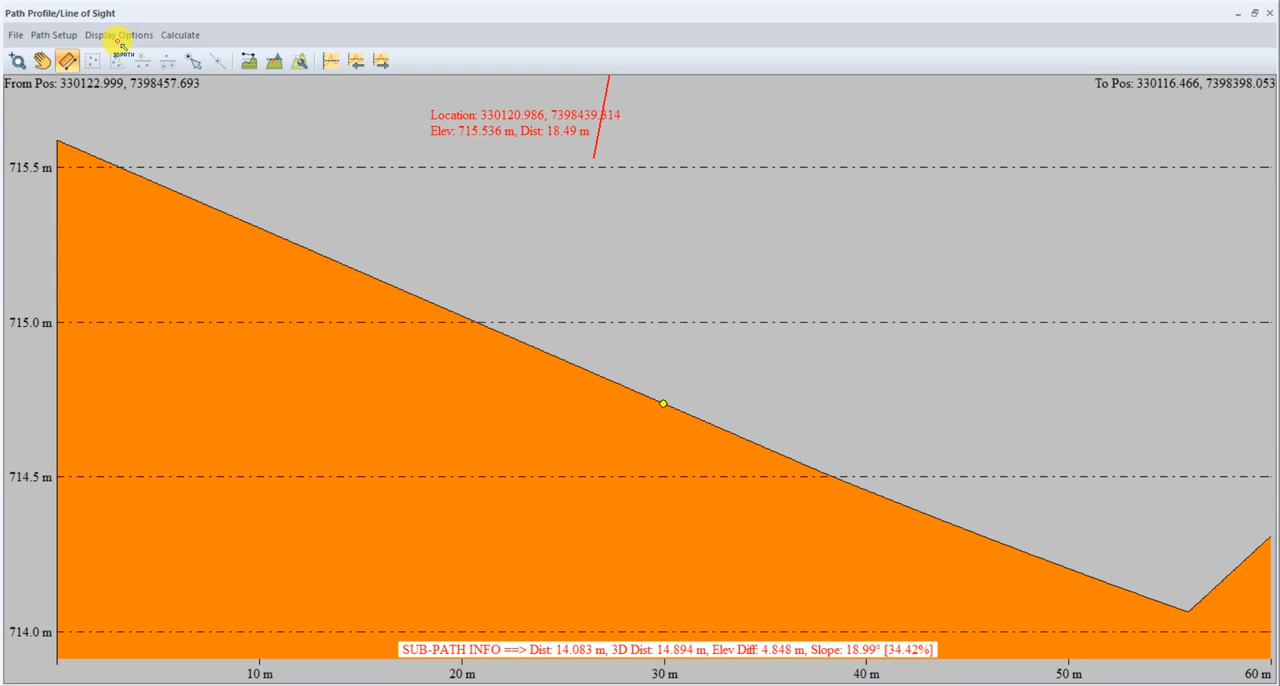 Path Profile/Line of Sight
File Path Setup Display Options Calculate
3D PATH
From Pos: 330122.999, 7398457.693
To Pos: 330116.466, 7398398.053
Location: 330120.986, 7398439.314
Elev: 715.536 m, Dist: 18.49 m
715.5 m
715.0 m
714.5 m
714.0 m
SUB-PATH INFO ==> Dist: 14.083 m, 3D Dist: 14.894 m, Elev Diff: 4.848 m, Slope: 18.99° [34.42%]
10 m 20 m 30 m 40 m 50 m 60 m